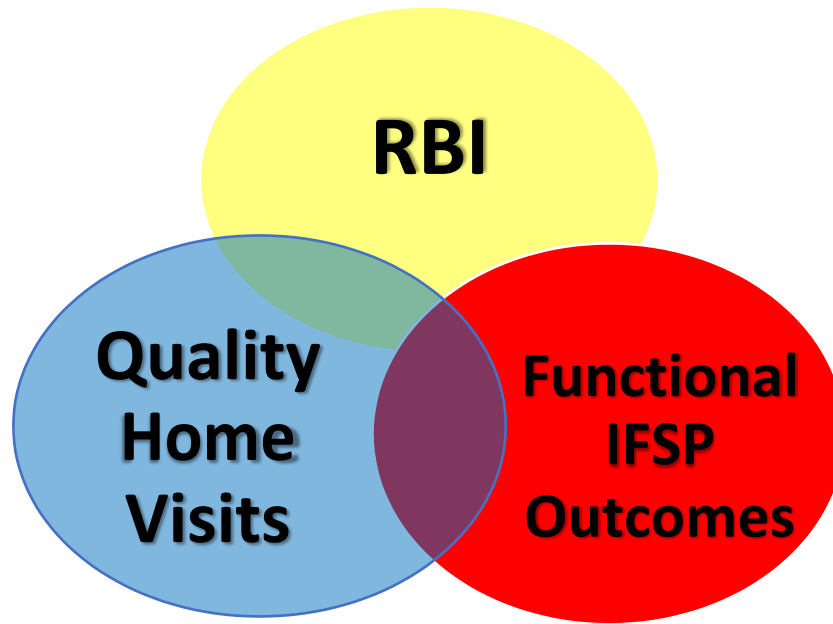 RBI
Quality
Home
Visits
Functional
IFSP
Outcomes